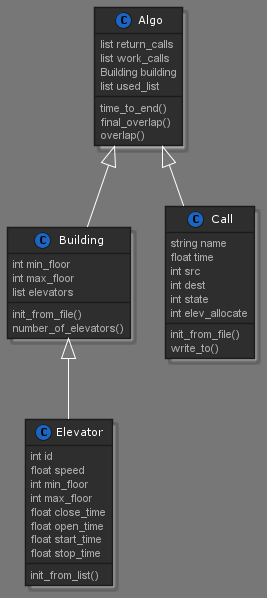 C Algo
list return_calls
list work_calls
Building building
list used_list
time_to_end()
final_overlap()
overlap()
C Building
int min_floor
int max_floor
list elevators
init_from_file()
number_of_elevators()
C Call
string name
float time
int src
int dest
int state
int elev_allocate
init_from_file()
write_to()
C Elevator
int id
float speed
int min_floor
int max_floor
float close_time
float open_time
float start_time
float stop_time
init_from_list()